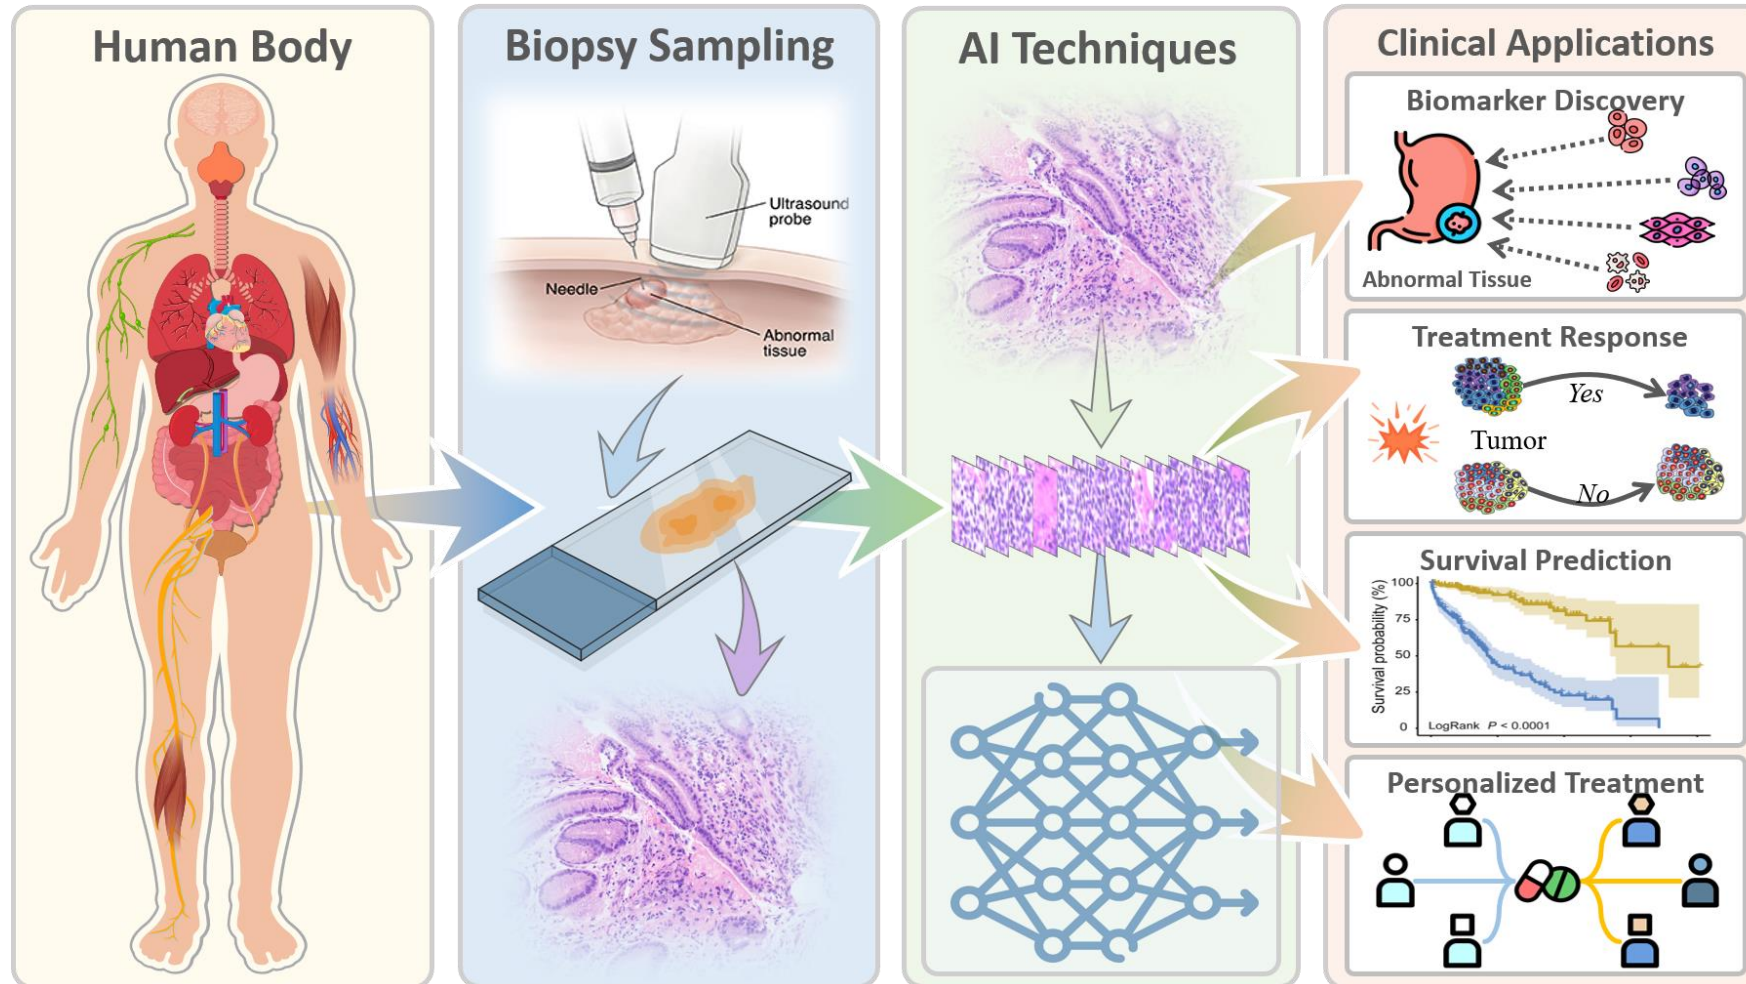 Human Body
Biopsy Sampling
Ultrasound
probe
Needle
Abnormal
tissue
AI Techniques
Clinical Applications
Biomarker Discovery
Abnormal Tissue
Treatment Response
Yes
Tumor
No
Survival Prediction
Survival probability (%)
100
75
50
25
0
LogRank P < 0.0001
Personalized Treatment